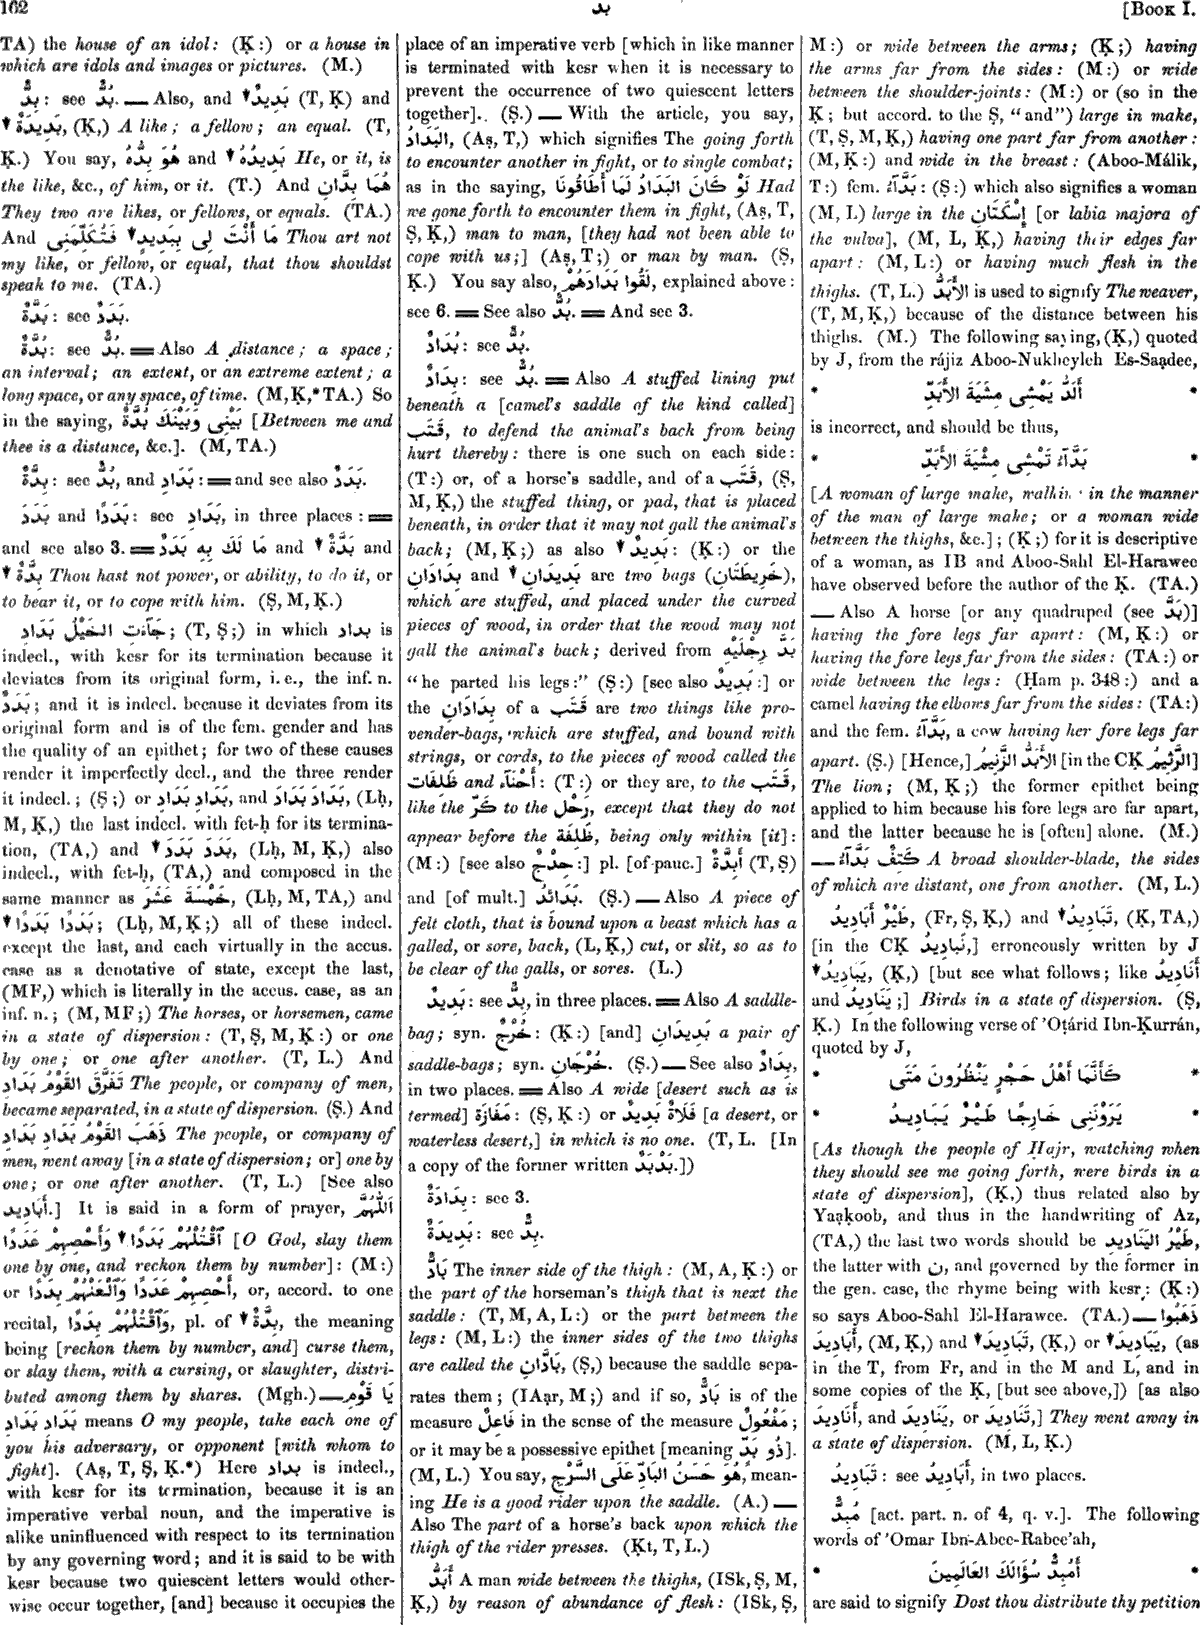 162
بد
[BOOK I.
TA) the house of an idol: (Ḳ:) or a house in
which are idols and images or pictures. (M.)
بِدٌّ: see بُدٌّ. — Also, and ↓ بَدِيدٌ (T, Ḳ) and
↓ بَدِيدَةٌ, (Ḳ,) A like; a fellow; an equal. (T,
Ḳ.) You say, هُوَ بِدُّهُ and ↓ بَدِيدُهُ He, or it, is
the like, &c., of him, or it. (T.) And هُمَا بِدَّانِ
They two are likes, or fellows, or equals. (TA.)
And مَا أَنْتَ لِى بِبَدِيدٍ ↓ فَتُكَلِّمَنِى Thou art not
my like, or fellow, or equal, that thou shouldst
speak to me. (TA.)
بَدَّةٌ: see بَدَدٌ.
بُدَّةٌ: see بُدٌّ. = Also A distance; a space;
an interval; an extent, or an extreme extent; a
long space, or any space, of time. (M, Ḳ,* TA.) So
in the saying, بَيْنِى وَبَيْنَكَ بُدَّةٌ [Between me and
thee is a distance, &c.]. (M, TA.)
بِدَّةٌ: see بُدٌّ, and بَدَادِ: = and see also بَدَدٌ.
بَدَدَ and بَدَدًا: see بَدَادِ, in three places: =
and see also 3. = مَا لَكَ بِهِ بَدَدٌ and ↓ بَدَّةٌ and
↓ بِدَّةٌ Thou hast not power, or ability, to do it, or
to bear it, or to cope with him. (Ṣ, M, Ḳ.)
جَآءَتِ الخَيْلُ بَدَادِ; (T, Ṣ;) in which بداد is
indecl., with kesr for its termination because it
deviates from its original form, i. e., the inf. n.
بَدَدٌ; and it is indecl. because it deviates from its
original form and is of the fem. gender and has
the quality of an epithet; for two of these causes
render it imperfectly decl., and the three render
it indecl.; (Ṣ;) or بَدَادِ بَدَادِ, and بَدَادَ بَدَادَ, (Lḥ,
M, Ḳ,) the last indecl. with fet-ḥ for its termina-
tion, (TA,) and ↓ بَدَدَ بَدَدَ, (Lḥ, M, Ḳ,) also
indecl., with fet-ḥ, (TA,) and composed in the
same manner as خَمْسَةَ عَشَرَ, (Lḥ, M, TA,) and
↓ بَدَدًا بَدَدًا; (Lḥ, M, Ḳ;) all of these indecl.
except the last, and each virtually in the accus.
case as a denotative of state, except the last,
(MF,) which is literally in the accus. case, as an
inf. n.; (M, MF;) The horses, or horsemen, came
in a state of dispersion: (T, Ṣ, M, Ḳ:) or one
by one; or one after another. (T, L.) And
تَفَرَّقَ القَوْمُ بَدَادِ The people, or company of men,
became separated, in a state of dispersion. (Ṣ.) And
ذَهَبَ القَوْمُ بَدَادِ بَدَادِ The people, or company of
men, went away [in a state of dispersion; or] one by
one; or one after another. (T, L.) [See also
أَبَادِيد.] It is said in a form of prayer, اَللّٰهُمَّ
ٱقْتُلْهُمْ بَدَدًا ↓ وَأَحْصِهِمْ عَدَدًا [O God, slay them
one by one, and reckon them by number]: (M:)
or أَحْصِهِمْ عَدَدًا وَٱلْعَنْهُمْ بِدَدًا, or, accord. to one
recital, وَٱقْتُلْهُمْ بِدَدًا, pl. of ↓ بِدَّةٌ, the meaning
being [reckon them by number, and] curse them,
or slay them, with a cursing, or slaughter, distri-
buted among them by shares. (Mgh.) — يَا قَوْمِ
بَدَادِ بَدَادِ means O my people, take each one of
you his adversary, or opponent [with whom to
fight]. (Aṣ, T, Ṣ, Ḳ.*) Here بداد is indecl.,
with kesr for its termination, because it is an
imperative verbal noun, and the imperative is
alike uninfluenced with respect to its termination
by any governing word; and it is said to be with
kesr because two quiescent letters would other-
wise occur together, [and] because it occupies the
place of an imperative verb [which in like manner
is terminated with kesr when it is necessary to
prevent the occurrence of two quiescent letters
together]. (Ṣ.) — With the article, you say,
البَدَادُ, (Aṣ, T,) which signifies The going forth
to encounter another in fight, or to single combat;
as in the saying, لَوْ كَانَ البَدَادُ لَمَا أَطَاقُونَا Had
we gone forth to encounter them in fight, (Aṣ, T,
Ṣ, Ḳ,) man to man, [they had not been able to
cope with us;] (Aṣ, T;) or man by man. (Ṣ,
Ḳ.) You say also, لَقُوا بَدَادَهُمْ, explained above:
see 6. = See also بُدٌّ. = And see 3.
بُدَادٌ: see بُدٌّ.
بِدَادٌ: see بُدٌّ. = Also A stuffed lining put
beneath a [camel's saddle of the kind called]
قَتَب, to defend the animal's back from being
hurt thereby: there is one such on each side:
(T:) or, of a horse's saddle, and of a قَتَب, (Ṣ,
M, Ḳ,) the stuffed thing, or pad, that is placed
beneath, in order that it may not gall the animal's
back; (M, Ḳ;) as also ↓ بَدِيدٌ: (Ḳ:) or the
بِدَادَانِ and ↓ بَدِيدَانِ are two bags (خَرِيطَتَانِ),
which are stuffed, and placed under the curved
pieces of wood, in order that the wood may not
gall the animal's back; derived from بَدَّ رِجْلَيْهِ
"he parted his legs:" (Ṣ:) [see also بَدِيدٌ:] or
the بِدَادَانِ of a قَتَب are two things like pro-
vender-bags, which are stuffed, and bound with
strings, or cords, to the pieces of wood called the
ظَلِفَات and أَحْنَآء: (T:) or they are, to the قَتَب,
like the كَرّ to the رَحْل, except that they do not
appear before the ظَلِفَة, being only within [it]:
(M:) [see also حِدْجٌ:] pl. [of pauc.] أَبِدَّةٌ (T, Ṣ)
and [of mult.] بَدَائِدُ. (Ṣ.) — Also A piece of
felt cloth, that is bound upon a beast which has a
galled, or sore, back, (L, Ḳ,) cut, or slit, so as to
be clear of the galls, or sores. (L.)
بَدِيدٌ: see بِدٌّ, in three places. = Also A saddle-
bag; syn. خُرْجٌ: (Ḳ:) [and] بَدِيدَانِ a pair of
saddle-bags; syn. خُرْجَانِ. (Ṣ.) — See also بِدَادٌ,
in two places. = Also A wide [desert such as is
termed] مَفَازَة: (Ṣ, Ḳ:) or فَلَاةٌ بَدِيدٌ [a desert, or
waterless desert,] in which is no one. (T, L. [In
a copy of the former written بَدْبَدٌ.])
بِدَادَةٌ: see 3.
بَدِيدَةٌ: see بِدٌّ.
بَادٌّ The inner side of the thigh: (M, A, Ḳ:) or
the part of the horseman's thigh that is next the
saddle: (T, M, A, L:) or the part between the
legs: (M, L:) the inner sides of the two thighs
are called the بَادَّانِ, (Ṣ,) because the saddle sepa-
rates them; (IAạr, M;) and if so, بَادٌّ is of the
measure فَاعِلٌ in the sense of the measure مَفْعُولٌ;
or it may be a possessive epithet [meaning ذُو بَدٍّ].
(M, L.) You say, هُوَ حَسَنُ البَادِّ عَلَى السَّرْجِ, mean-
ing He is a good rider upon the saddle. (A.) —
Also The part of a horse's back upon which the
thigh of the rider presses. (Ḳt, T, L.)
أَبَدُّ A man wide between the thighs, (ISk, Ṣ, M,
Ḳ,) by reason of abundance of flesh: (ISk, Ṣ,
M:) or wide between the arms; (Ḳ;) having
the arms far from the sides: (M:) or wide
between the shoulder-joints: (M:) or (so in the
Ḳ; but accord. to the Ṣ, "and") large in make,
(T, Ṣ, M, Ḳ,) having one part far from another:
(M, Ḳ:) and wide in the breast: (Aboo-Málik,
T:) fem. بَدَّآءُ: (Ṣ:) which also signifies a woman
(M, L) large in the إِسْكَتَانِ [or labia majora of
the vulva], (M, L, Ḳ,) having their edges far
apart: (M, L:) or having much flesh in the
thighs. (T, L.) الأَبَدُّ is used to signify The weaver,
(T, M, Ḳ,) because of the distance between his
thighs. (M.) The following saying, (Ḳ,) quoted
by J, from the rájiz Aboo-Nukheyleh Es-Saạdee,
* أَلَدُّ يَمْشِى مِشْيَةَ الأَبَدِّ *
is incorrect, and should be thus,
* بَدَّآءُ تَمْشِى مِشْيَةَ الأَبَدِّ *
[A woman of large make, walking in the manner
of the man of large make; or a woman wide
between the thighs, &c.]; (Ḳ;) for it is descriptive
of a woman, as IB and Aboo-Sahl El-Harawee
have observed before the author of the Ḳ. (TA.)
— Also A horse [or any quadruped (see بَدَّ)]
having the fore legs far apart: (M, Ḳ:) or
having the fore legs far from the sides: (TA:) or
wide between the legs: (Ḥam p. 348:) and a
camel having the elbows far from the sides: (TA:)
and the fem. بَدَّآءُ, a cow having her fore legs far
apart. (Ṣ.) [Hence,] الأَبَدُّ الزَّنِيمُ [in the CḲ الرَّثِيمُ]
The lion; (M, Ḳ;) the former epithet being
applied to him because his fore legs are far apart,
and the latter because he is [often] alone. (M.)
— كَتِفٌ بَدَّآءُ A broad shoulder-blade, the sides
of which are distant, one from another. (M, L.)
طَيْرٌ أَبَادِيدُ, (Fr, Ṣ, Ḳ,) and ↓ تَبَادِيدُ, (Ḳ, TA,)
[in the CḲ نَبادِيدُ,] erroneously written by J
↓ يَبَادِيدُ, (Ḳ,) [but see what follows; like أَنَادِيدُ
and يَنَادِيدُ;] Birds in a state of dispersion. (Ṣ,
Ḳ.) In the following verse of 'Oṭárid Ibn-Ḳurrán,
quoted by J,
* كَأَنَّمَا أَهْلُ حَجْرٍ يَنْظُرُونَ مَتَى *
* يَرَوْنَنِى خَارِجًا طَيْرٌ يَبَادِيدُ *
[As though the people of Ḥajr, watching when
they should see me going forth, were birds in a
state of dispersion], (Ḳ,) thus related also by
Yaạḳoob, and thus in the handwriting of Az,
(TA,) the last two words should be طَيْرُ اليَنَادِيدِ,
the latter with ن, and governed by the former in
the gen. case, the rhyme being with kesr: (Ḳ:)
so says Aboo-Sahl El-Harawee. (TA.) — ذَهَبُوا
أَبَادِيدَ, (M, Ḳ,) and ↓ تَبَادِيدَ, (Ḳ,) or ↓ يَبَادِيدَ, (as
in the T, from Fr, and in the M and L, and in
some copies of the Ḳ, [but see above,]) [as also
أَنَادِيدَ, and يَنَادِيدَ, or تَنَادِيدَ,] They went away in
a state of dispersion. (M, L, Ḳ.)
تَبَادِيدُ: see أَبَادِيدُ, in two places.
مُبِدٌّ [act. part. n. of 4, q. v.]. The following
words of 'Omar Ibn-Abee-Rabee'ah,
* أَمُبِدٌّ سُؤَالَكَ العَالَمِينَ *
are said to signify Dost thou distribute thy petition